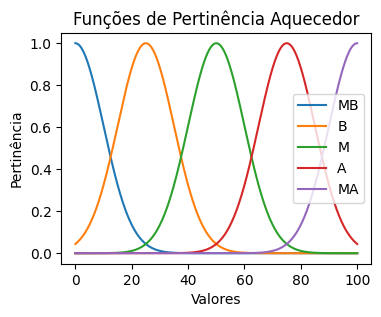 Funções de Pertinência Aquecedor
Pertinência
1.0
0.8
0.6
0.4
0.2
0.0
MB
B
M
A
MA
0 20 40 60 80 100
Valores